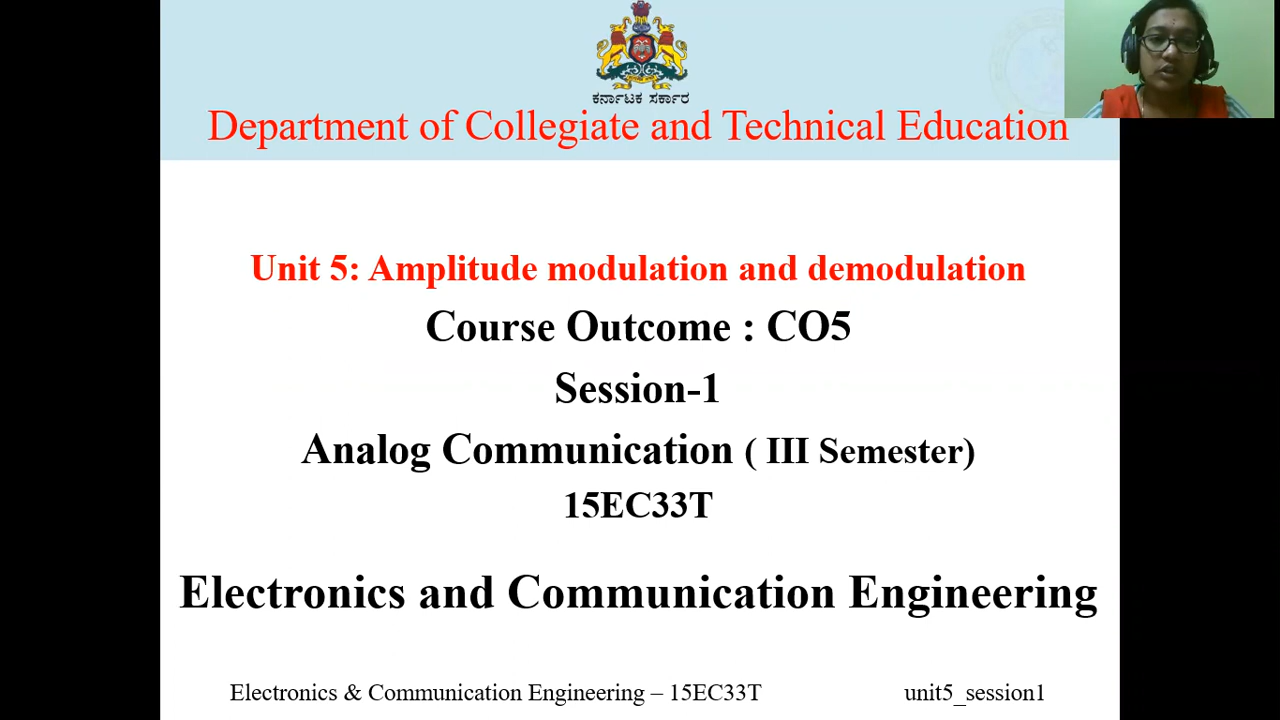 ಕರ್ನಾಟಕ ಸರ್ಕಾರ
Department of Collegiate and Technical Education
Unit 5: Amplitude modulation and demodulation
Course Outcome : CO5
Session-1
Analog Communication ( III Semester)
15EC33T
Electronics and Communication Engineering
Electronics & Communication Engineering – 15EC33T
unit5_session1